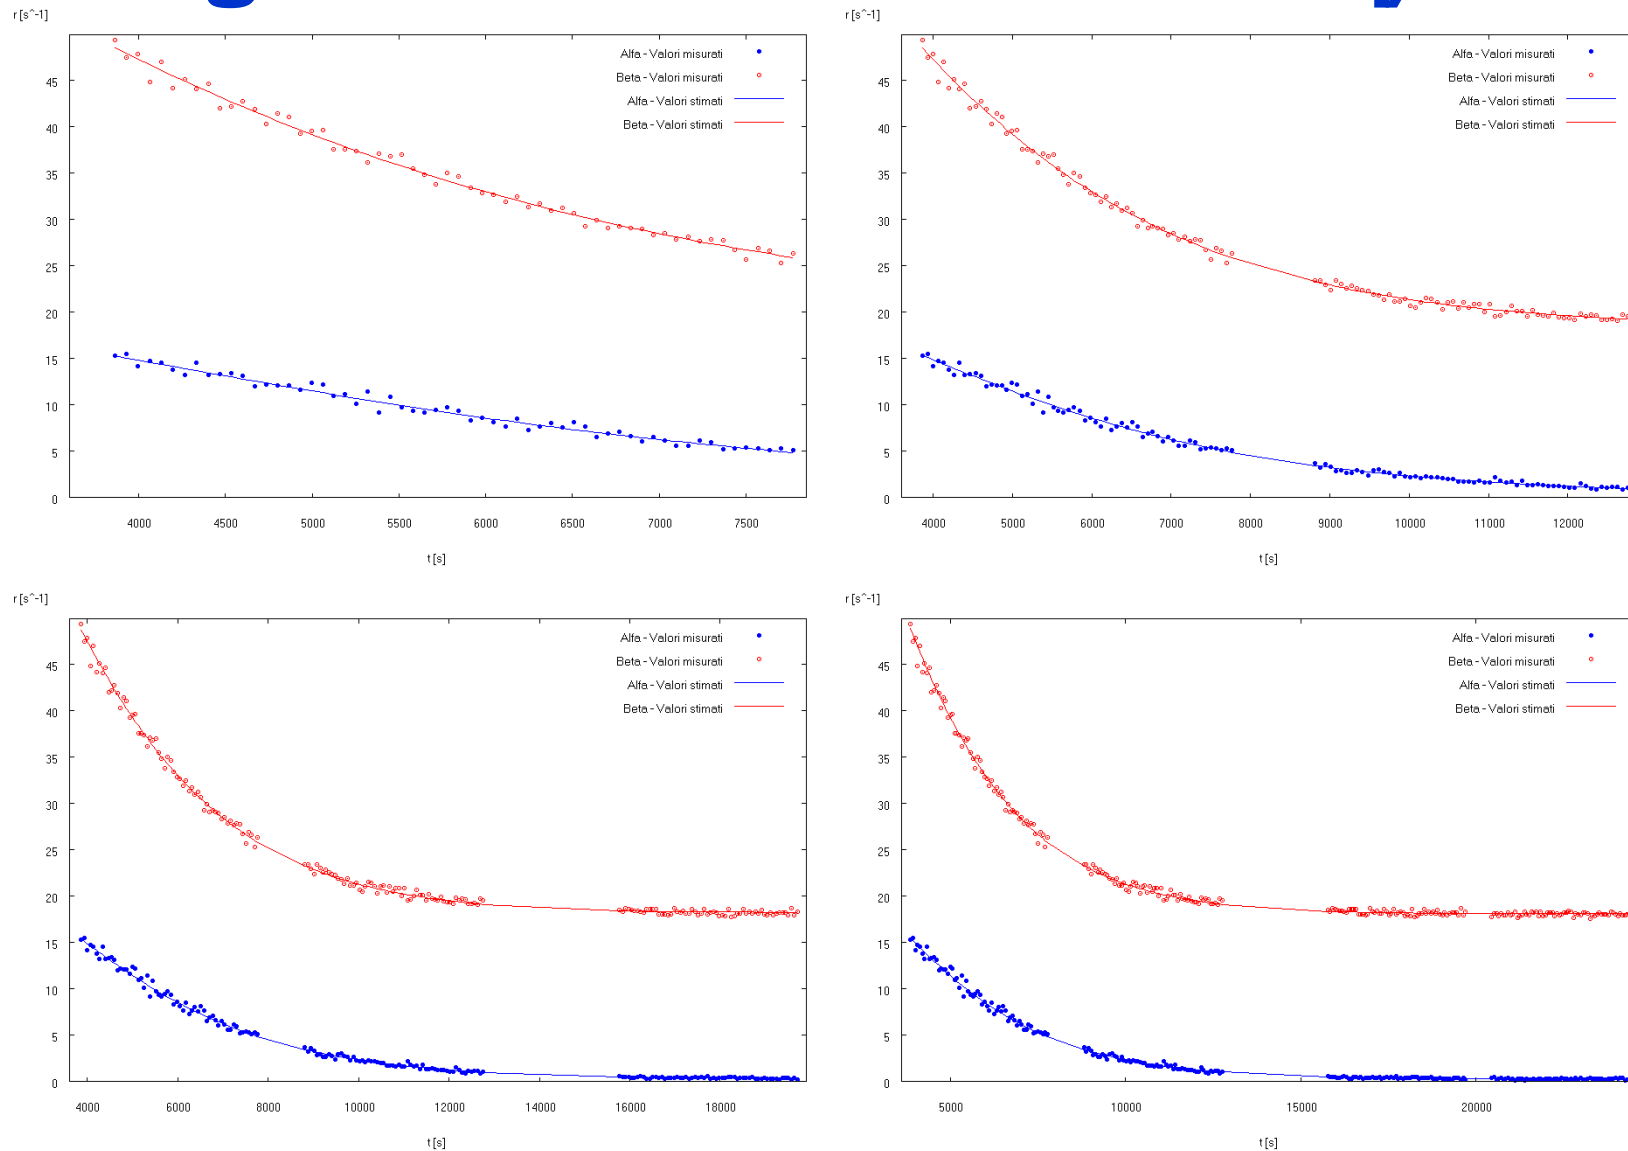 r [s^-1]
Alfa - Valori misurati
Beta - Valori misurati
Alfa - Valori stimati
Beta - Valori stimati
45
40
35
30
25
20
15
10
5
0
4000 4500 5000 5500 6000 6500 7000 7500
t [s]
r [s^-1]
Alfa - Valori misurati
Beta - Valori misurati
Alfa - Valori stimati
Beta - Valori stimati
45
40
35
30
25
20
15
10
5
0
4000 5000 6000 7000 8000 9000 10000 11000 12000
t [s]
r [s^-1]
Alfa - Valori misurati
Beta - Valori misurati
Alfa - Valori stimati
Beta - Valori stimati
45
40
35
30
25
20
15
10
5
0
4000 6000 8000 10000 12000 14000 16000 18000
t [s]
r [s^-1]
Alfa - Valori misurati
Beta - Valori misurati
Alfa - Valori stimati
Beta - Valori stimati
45
40
35
30
25
20
15
10
5
0
5000 10000 15000 20000
t [s]